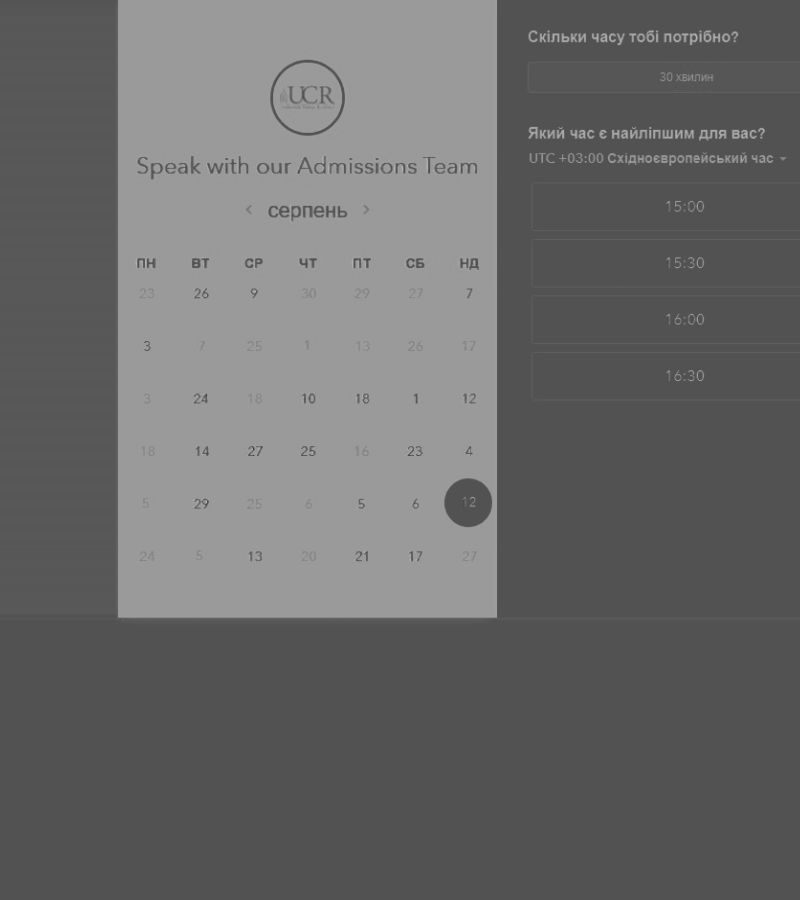 UCR
Speak with our Admissions Team
‹ серпень ›
ПН ВТ СР ЧТ ПТ СБ НД
23 26 9 30 29 27 7
3 7 25 1 13 26 17
3 24 18 10 18 1 12
18 14 27 25 16 23 4
5 29 25 6 5 6 12
24 5 13 20 21 17 27
Скільки часу тобі потрібно?
30 хвилин
Який час є найліпшим для вас?
UTC +03:00 Східноєвропейський час
15:00
15:30
16:00
16:30